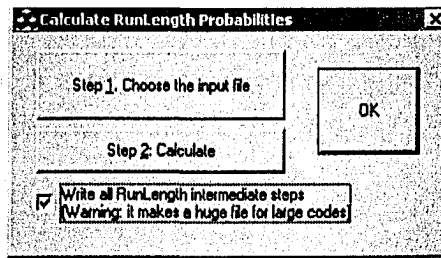 Calculate RunLength Probabilities
Step 1. Choose the input file
OK
Step 2: Calculate
Write all RunLength intermediate steps
(Warning: it makes a huge file for large codes)